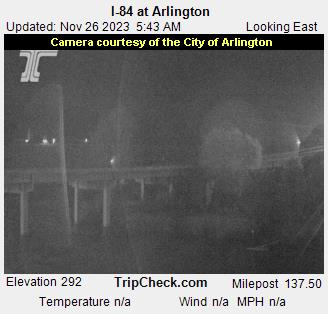 I-84 at Arlington
Updated: Nov 26 2023 5:43 AM Looking East
Camera courtesy of the City of Arlington
Elevation 292 TripCheck.com Milepost 137.50
Temperature n/a Wind n/a MPH n/a